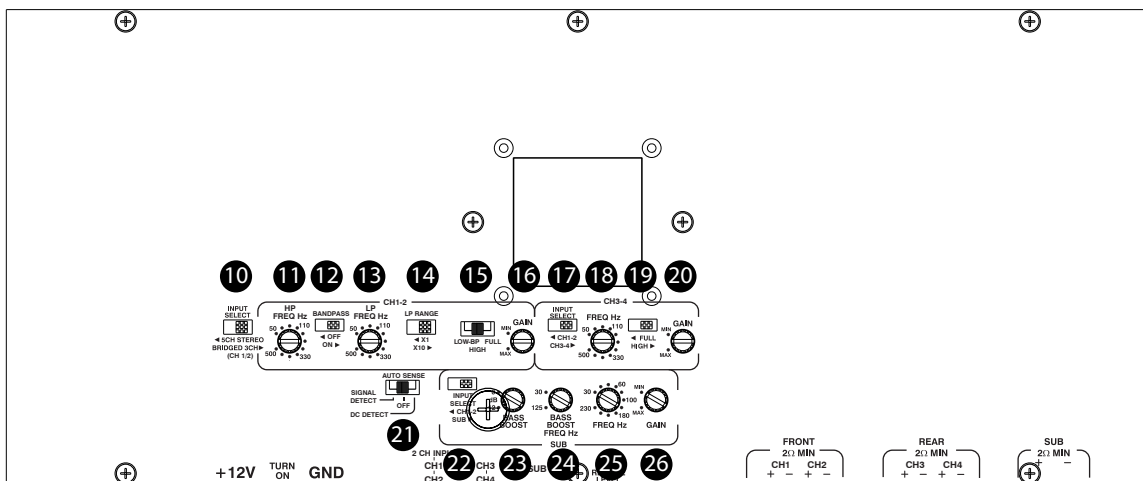 10 11 12 13 14 15 16 17 18 19 20
CH1-2
CH3-4
INPUT
SELECT
◄ 5CH STEREO
BRIDGED 3CH ►
(CH 1/2)
HP
FREQ Hz
50 110
500 330
BANDPASS
◄ OFF
ON ►
LP
FREQ Hz
50 110
500 330
LP RANGE
◄ X1
X10 ►
LOW-BP FULL
HIGH
GAIN
MIN
MAX
INPUT
SELECT
◄ CH1-2
CH3-4 ►
FREQ Hz
50 110
500 330
◄ FULL
HIGH ►
GAIN
MIN
MAX
AUTO SENSE
SIGNAL
DETECT
OFF
DC DETECT
INPUT
SELECT
SUB
dB
BASS
BOOST
30
125
BASS
BOOST
FREQ Hz
30 60
100
230 180
FREQ Hz
MIN
MAX
GAIN
SUB
21 22 23 24 25 26
+12V
TURN
ON
GND
2 CH
CH1
CH2
CH3
CH4
SUB
FRONT
2Ω MIN
CH1 CH2
+ − + −
REAR
2Ω MIN
CH3 CH4
+ − + −
SUB
2Ω MIN
+ −